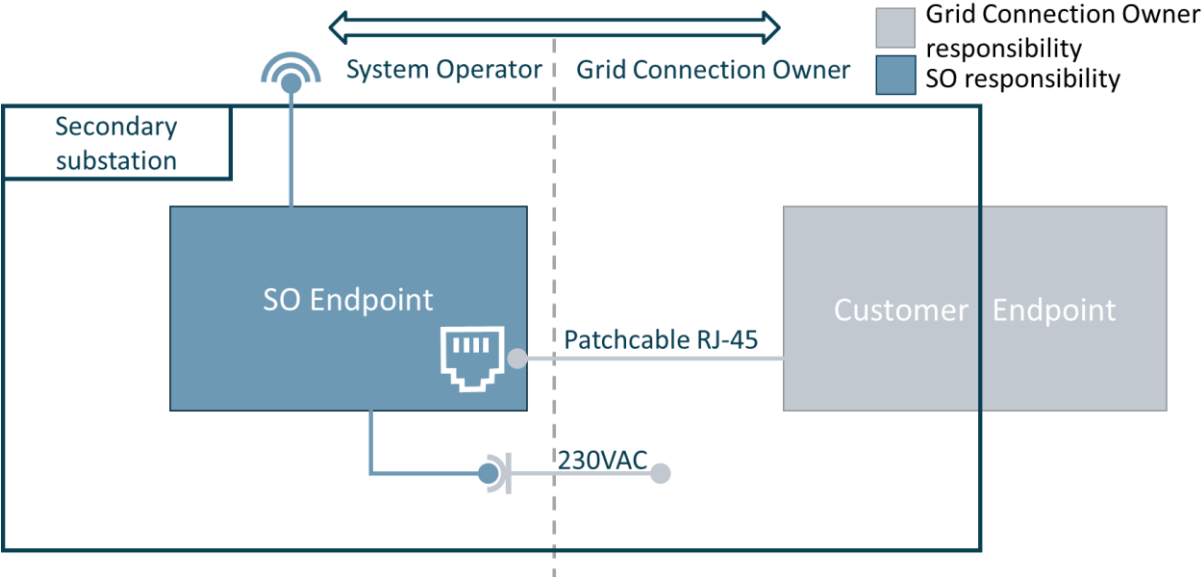 Grid Connection Owner
responsibility
SO responsibility
System Operator
Grid Connection Owner
Secondary
substation
SO Endpoint
Customer Endpoint
Patchcable RJ-45
230VAC